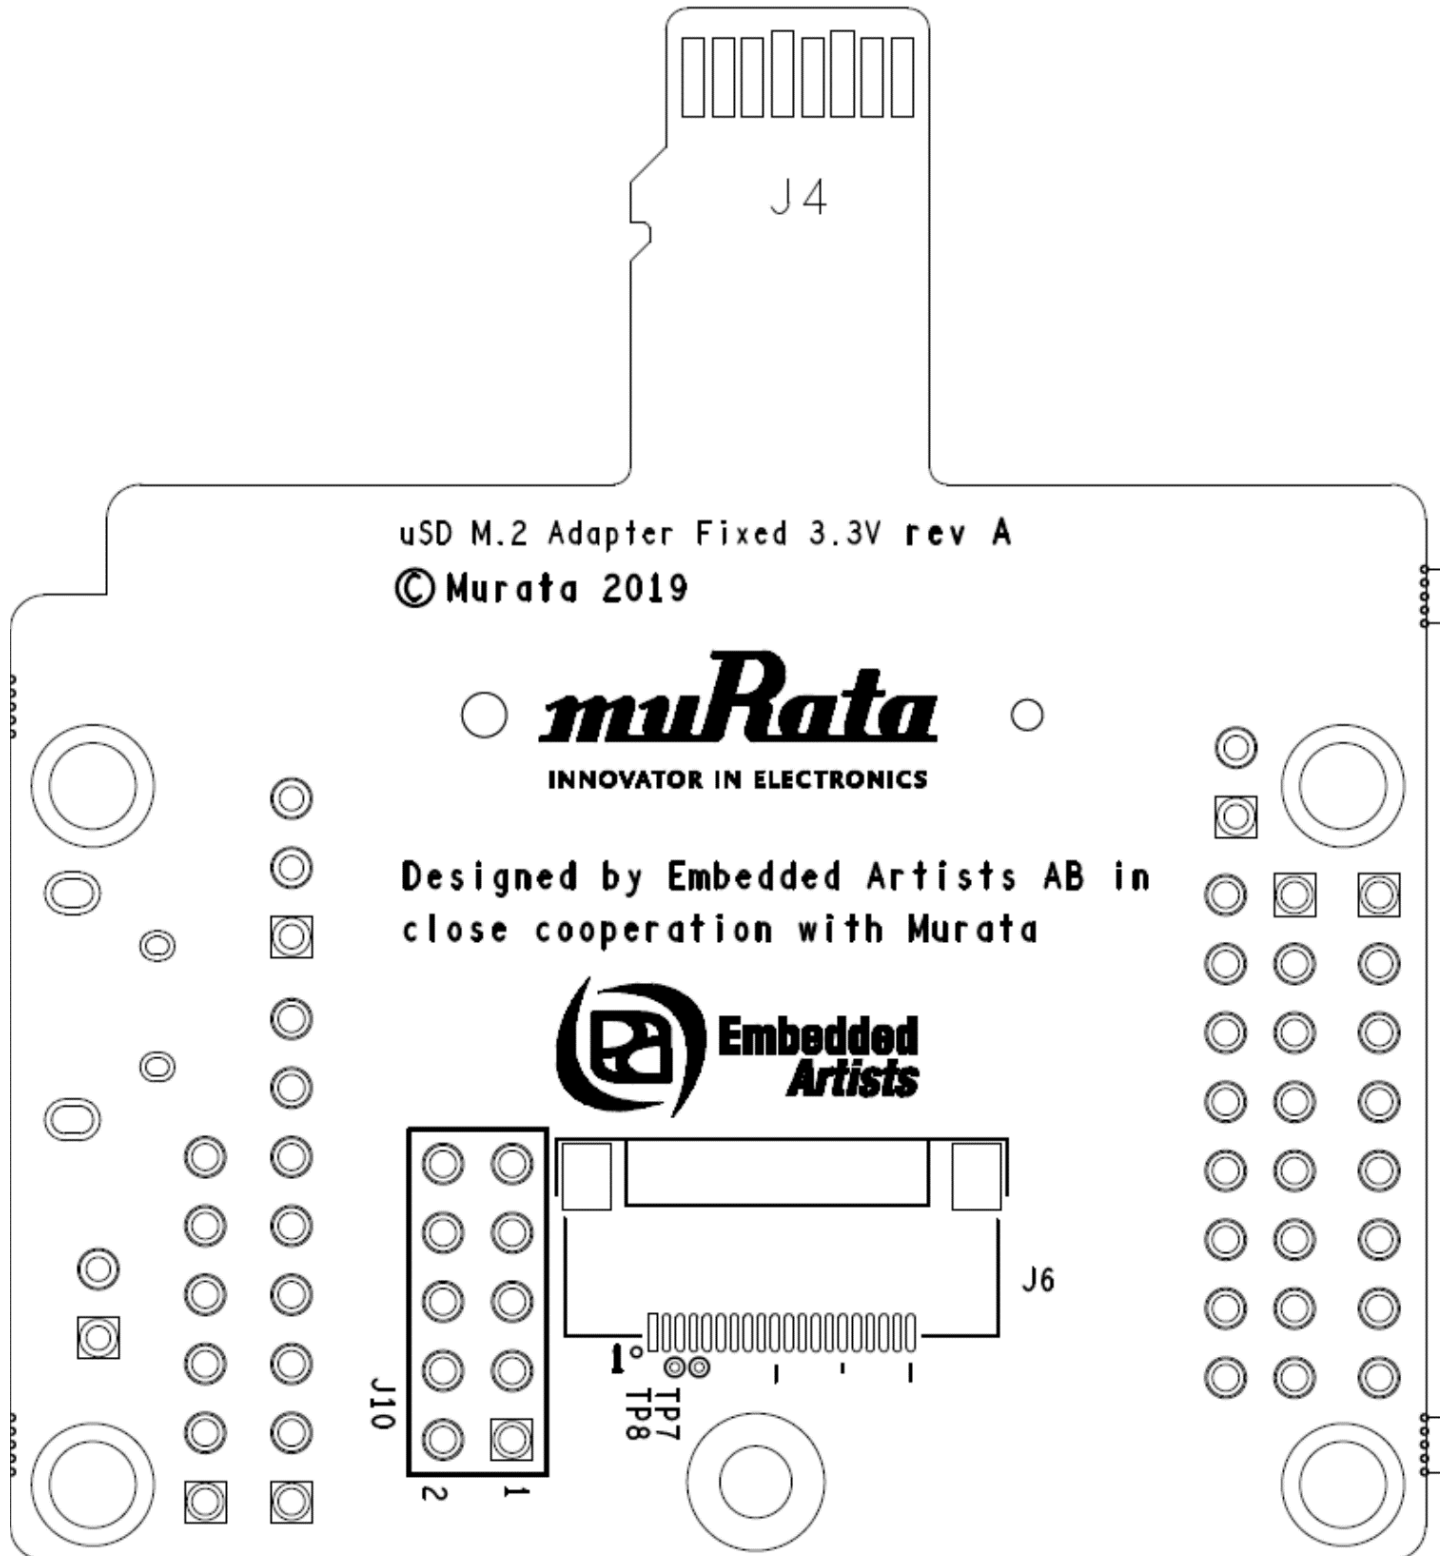 J4
uSD M.2 Adapter Fixed 3.3V rev A
© Murata 2019
muRata
INNOVATOR IN ELECTRONICS
Designed by Embedded Artists AB in
close cooperation with Murata
Embedded
Artists
J6
1
J10
TP8
TP7
2
1